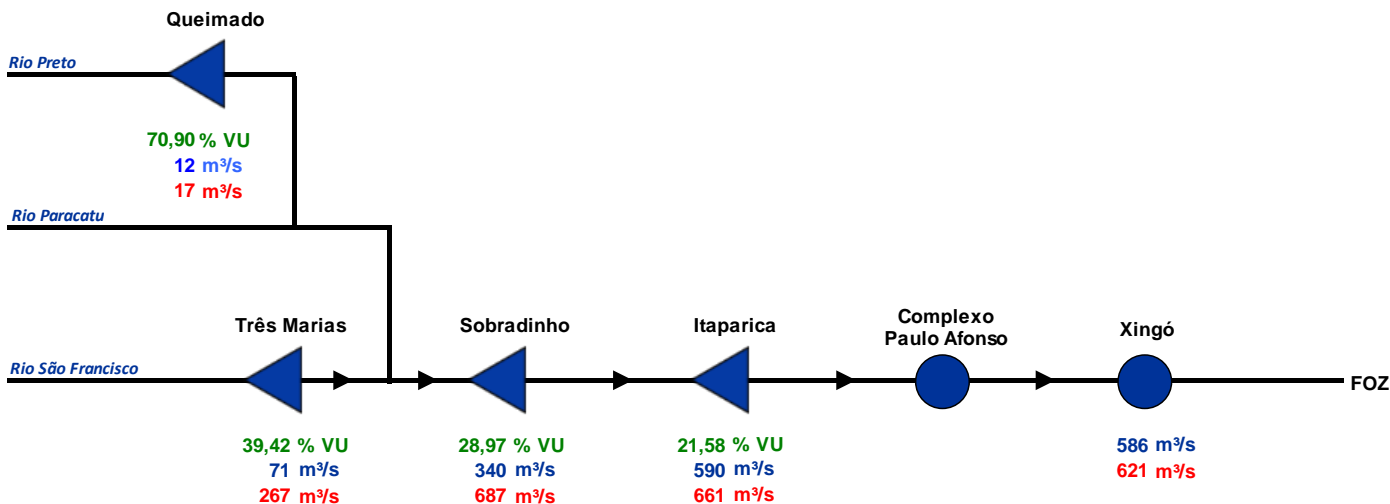 Queimado
Rio Preto
70,90 % VU
12 m³/s
17 m³/s
Rio Paracatu
Três Marias
Sobradinho
Itaparica
Complexo
Paulo Afonso
Xingó
Rio São Francisco
FOZ
39,42 % VU
71 m³/s
267 m³/s
28,97 % VU
340 m³/s
687 m³/s
21,58 % VU
590 m³/s
661 m³/s
586 m³/s
621 m³/s